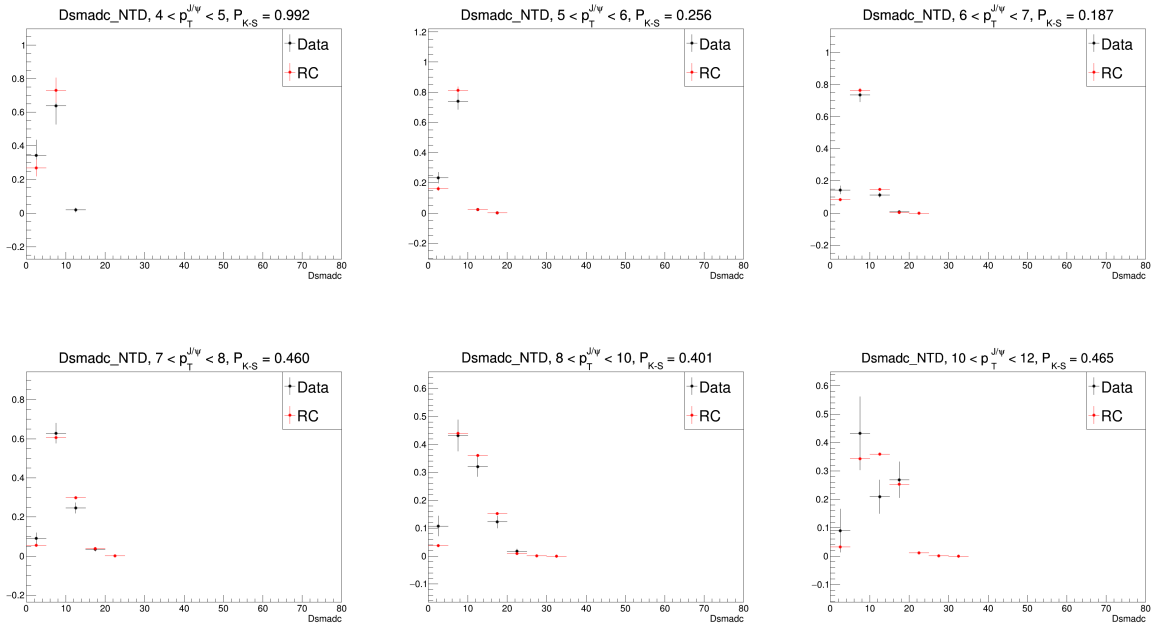 Dsmadc_NTD, 4 < p_T^{J/ψ} < 5, P_{K-S} = 0.992
Data
RC
1
0.8
0.6
0.4
0.2
0
−0.2
0 10 20 30 40 50 60 70 80
Dsmadc
Dsmadc_NTD, 5 < p_T^{J/ψ} < 6, P_{K-S} = 0.256
Data
RC
1.2
1
0.8
0.6
0.4
0.2
0
−0.2
0 10 20 30 40 50 60 70 80
Dsmadc
Dsmadc_NTD, 6 < p_T^{J/ψ} < 7, P_{K-S} = 0.187
Data
RC
1
0.8
0.6
0.4
0.2
0
−0.2
0 10 20 30 40 50 60 70 80
Dsmadc
Dsmadc_NTD, 7 < p_T^{J/ψ} < 8, P_{K-S} = 0.460
Data
RC
0.8
0.6
0.4
0.2
0
−0.2
0 10 20 30 40 50 60 70 80
Dsmadc
Dsmadc_NTD, 8 < p_T^{J/ψ} < 10, P_{K-S} = 0.401
Data
RC
0.6
0.5
0.4
0.3
0.2
0.1
0
−0.1
0 10 20 30 40 50 60 70 80
Dsmadc
Dsmadc_NTD, 10 < p_T^{J/ψ} < 12, P_{K-S} = 0.465
Data
RC
0.6
0.5
0.4
0.3
0.2
0.1
0
−0.1
0 10 20 30 40 50 60 70 80
Dsmadc